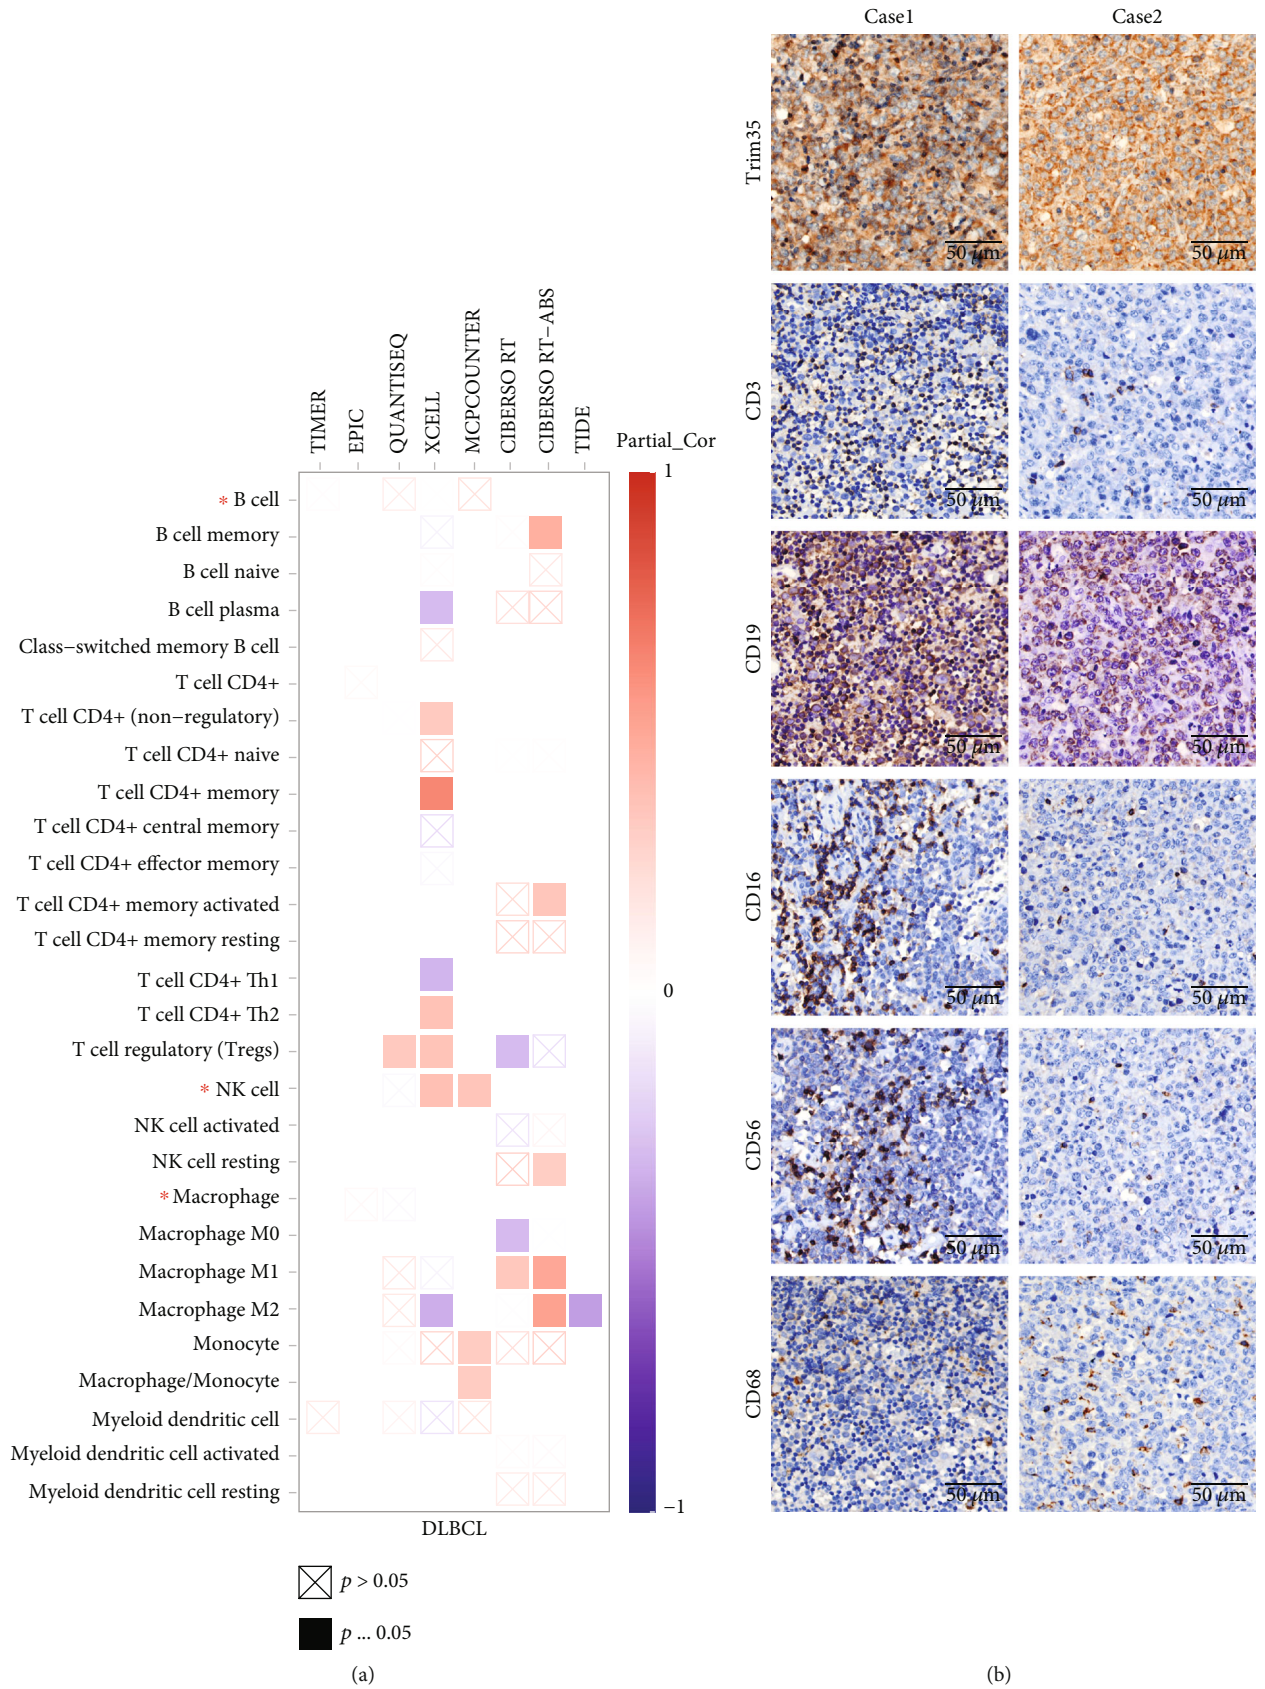 TIMER
EPIC
QUANTISEQ
XCELL
MCPCOUNTER
CIBERSO RT
CIBERSO RT−ABS
TIDE
* B cell
B cell memory
B cell naive
B cell plasma
Class−switched memory B cell
T cell CD4+
T cell CD4+ (non−regulatory)
T cell CD4+ naive
T cell CD4+ memory
T cell CD4+ central memory
T cell CD4+ effector memory
T cell CD4+ memory activated
T cell CD4+ memory resting
T cell CD4+ Th1
T cell CD4+ Th2
T cell regulatory (Tregs)
* NK cell
NK cell activated
NK cell resting
* Macrophage
Macrophage M0
Macrophage M1
Macrophage M2
Monocyte
Macrophage/Monocyte
Myeloid dendritic cell
Myeloid dendritic cell activated
Myeloid dendritic cell resting
DLBCL
Partial_Cor
1
0
−1
p > 0.05
p ... 0.05
(a)
Case1
Case2
Trim35
50 μm
50 μm
CD3
50 μm
50 μm
CD19
50 μm
50 μm
CD16
50 μm
50 μm
CD56
50 μm
50 μm
CD68
50 μm
50 μm
(b)